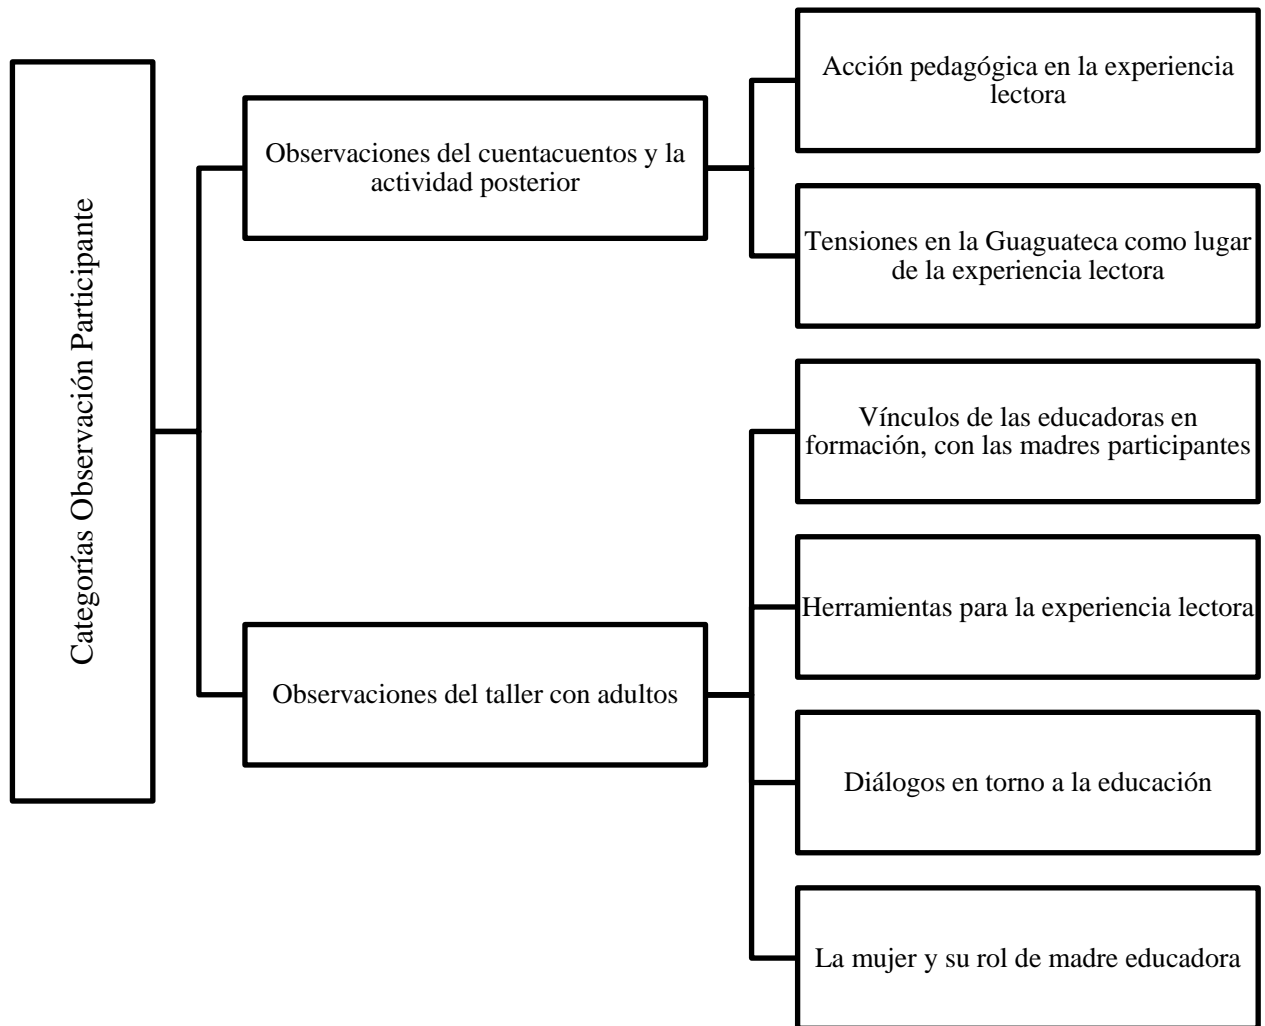 Categorías Observación Participante
Observaciones del cuentacuentos y la
actividad posterior
Acción pedagógica en la experiencia
lectora
Tensiones en la Guaguateca como lugar
de la experiencia lectora
Observaciones del taller con adultos
Vínculos de las educadoras en
formación, con las madres participantes
Herramientas para la experiencia lectora
Diálogos en torno a la educación
La mujer y su rol de madre educadora